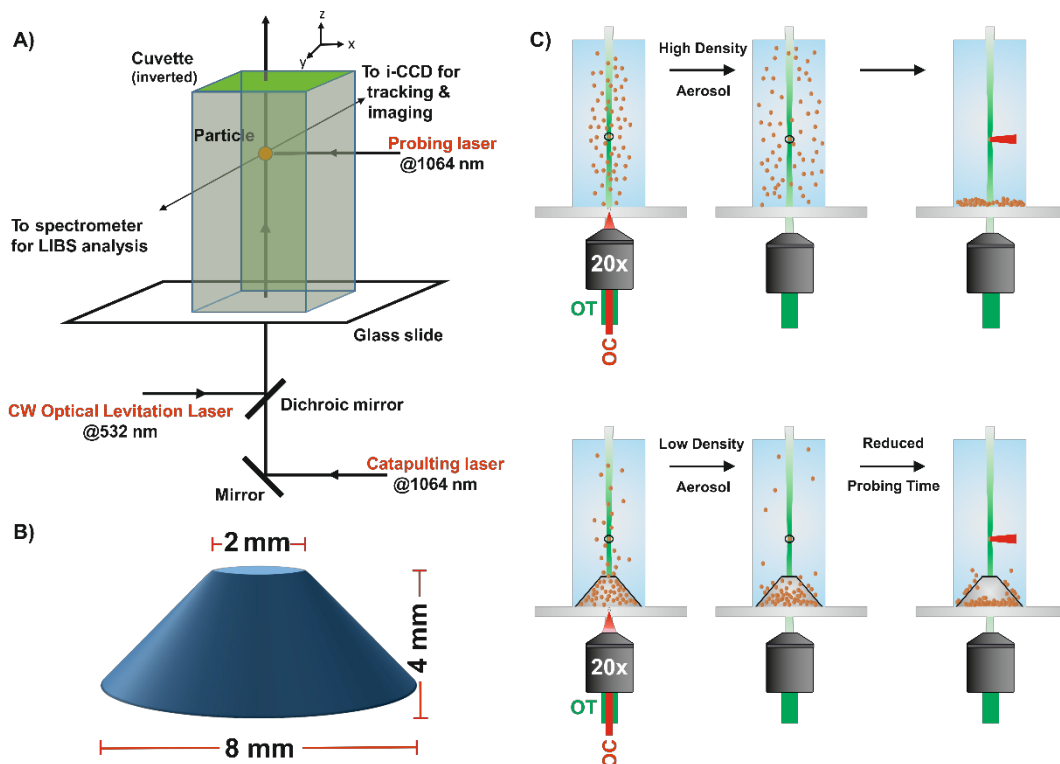 A)
Cuvette
(inverted)
z
x
y
To i-CCD for
tracking &
imaging
Particle
Probing laser
@1064 nm
To spectrometer
for LIBS analysis
Glass slide
CW Optical Levitation Laser
@532 nm
Dichroic mirror
Catapulting laser
@1064 nm
Mirror
B)
2 mm
4 mm
8 mm
C)
High Density
Aerosol
20x
OT
OC
Low Density
Aerosol
Reduced
Probing Time
20x
OT
OC